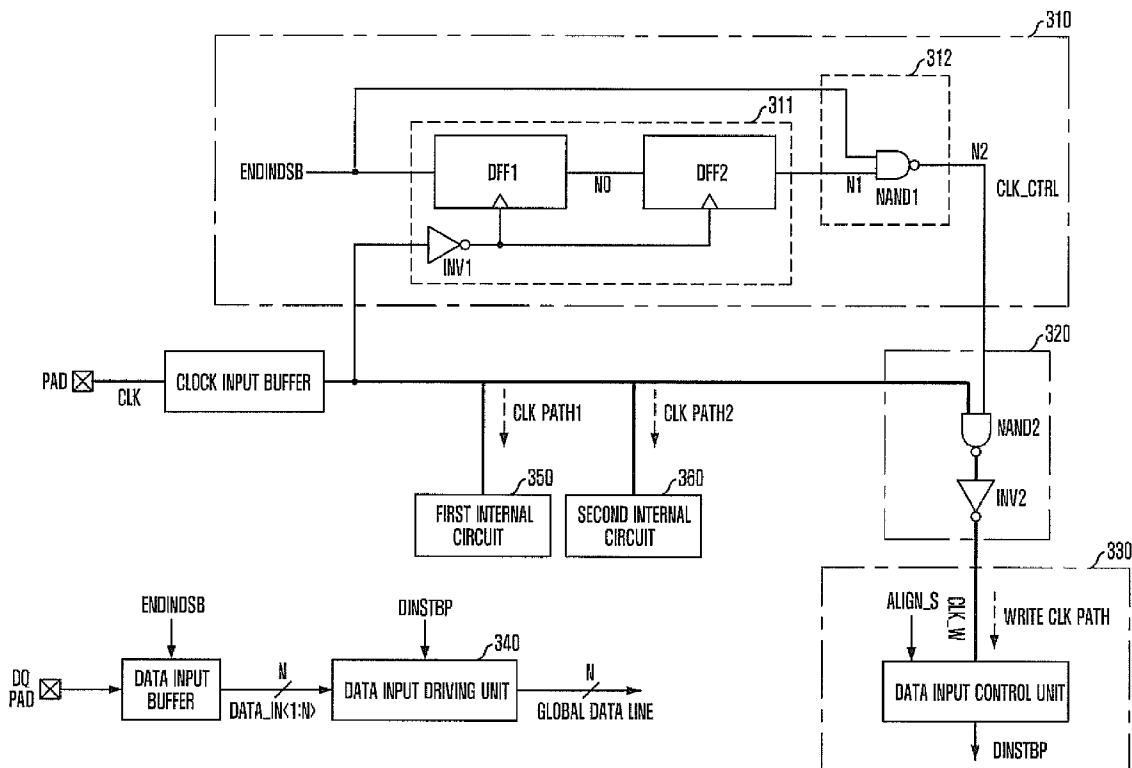 310
312
311
ENDINDSB
DFF1
N0
DFF2
N1
NAND1
N2
CLK_CTRL
INV1
320
PAD
CLK
CLOCK INPUT BUFFER
CLK PATH1
CLK PATH2
NAND2
INV2
350
FIRST INTERNAL
CIRCUIT
360
SECOND INTERNAL
CIRCUIT
330
ENDINDSB
DINSTBP
340
ALIGN_S
CLK_W
WRITE CLK PATH
DQ
PAD
DATA INPUT
BUFFER
N
DATA_IN<1:N>
DATA INPUT DRIVING UNIT
N
GLOBAL DATA LINE
DATA INPUT CONTROL UNIT
DINSTBP